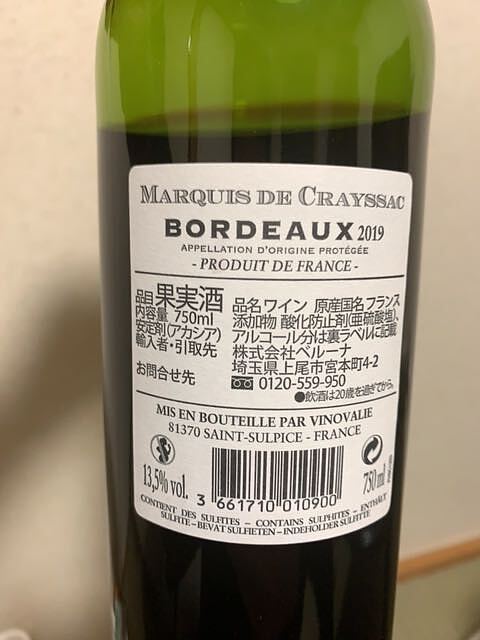 MARQUIS DE CRAYSSAC
BORDEAUX 2019
APPELLATION D'ORIGINE PROTÉGÉE
- PRODUIT DE FRANCE -
品目 果実酒
内容量 750ml
安定剤(アカシア)
輸入者・引取先
お問合せ先
品名 ワイン 原産国名 フランス
添加物 酸化防止剤(亜硫酸塩)、
アルコール分は裏ラベルに記載
株式会社ベルーナ
埼玉県上尾市宮本町4-2
0120-559-950
●飲酒は20歳を過ぎてから。
MIS EN BOUTEILLE PAR VINOVALIE
81370 SAINT-SULPICE - FRANCE
13,5% vol.
3 661710 010900
750 ml
CONTIENT DES SULFITES – CONTAINS SULPHITES – ENTHÄLT
SULFITE – BEVAT SULFIETEN – INDEHOLDER SULFITTE